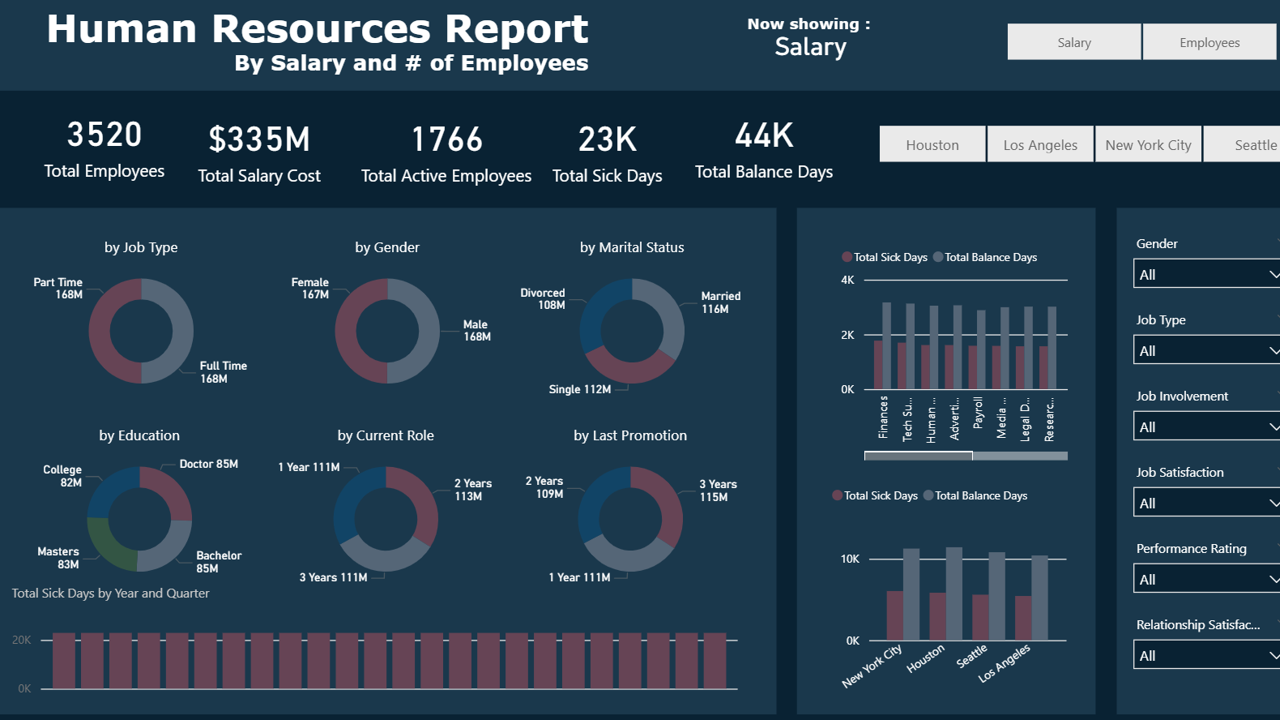 Human Resources Report
By Salary and # of Employees
Now showing :
Salary
Salary
Employees
3520
Total Employees
$335M
Total Salary Cost
1766
Total Active Employees
23K
Total Sick Days
44K
Total Balance Days
Houston
Los Angeles
New York City
Seattle
by Job Type
Part Time
168M
Full Time
168M
by Gender
Female
167M
Male
168M
by Marital Status
Divorced
108M
Married
116M
Single 112M
by Education
College
82M
Doctor 85M
Masters
83M
Bachelor
85M
by Current Role
1 Year 111M
2 Years
113M
3 Years 111M
by Last Promotion
2 Years
109M
3 Years
115M
1 Year 111M
Total Sick Days by Year and Quarter
20K
0K
Total Sick Days
Total Balance Days
4K
2K
0K
Finances
Tech Su...
Human ...
Adverti...
Payroll
Media ...
Legal D...
Researc...
Total Sick Days
Total Balance Days
10K
0K
New York City
Houston
Seattle
Los Angeles
Gender
All
Job Type
All
Job Involvement
All
Job Satisfaction
All
Performance Rating
All
Relationship Satisfac...
All